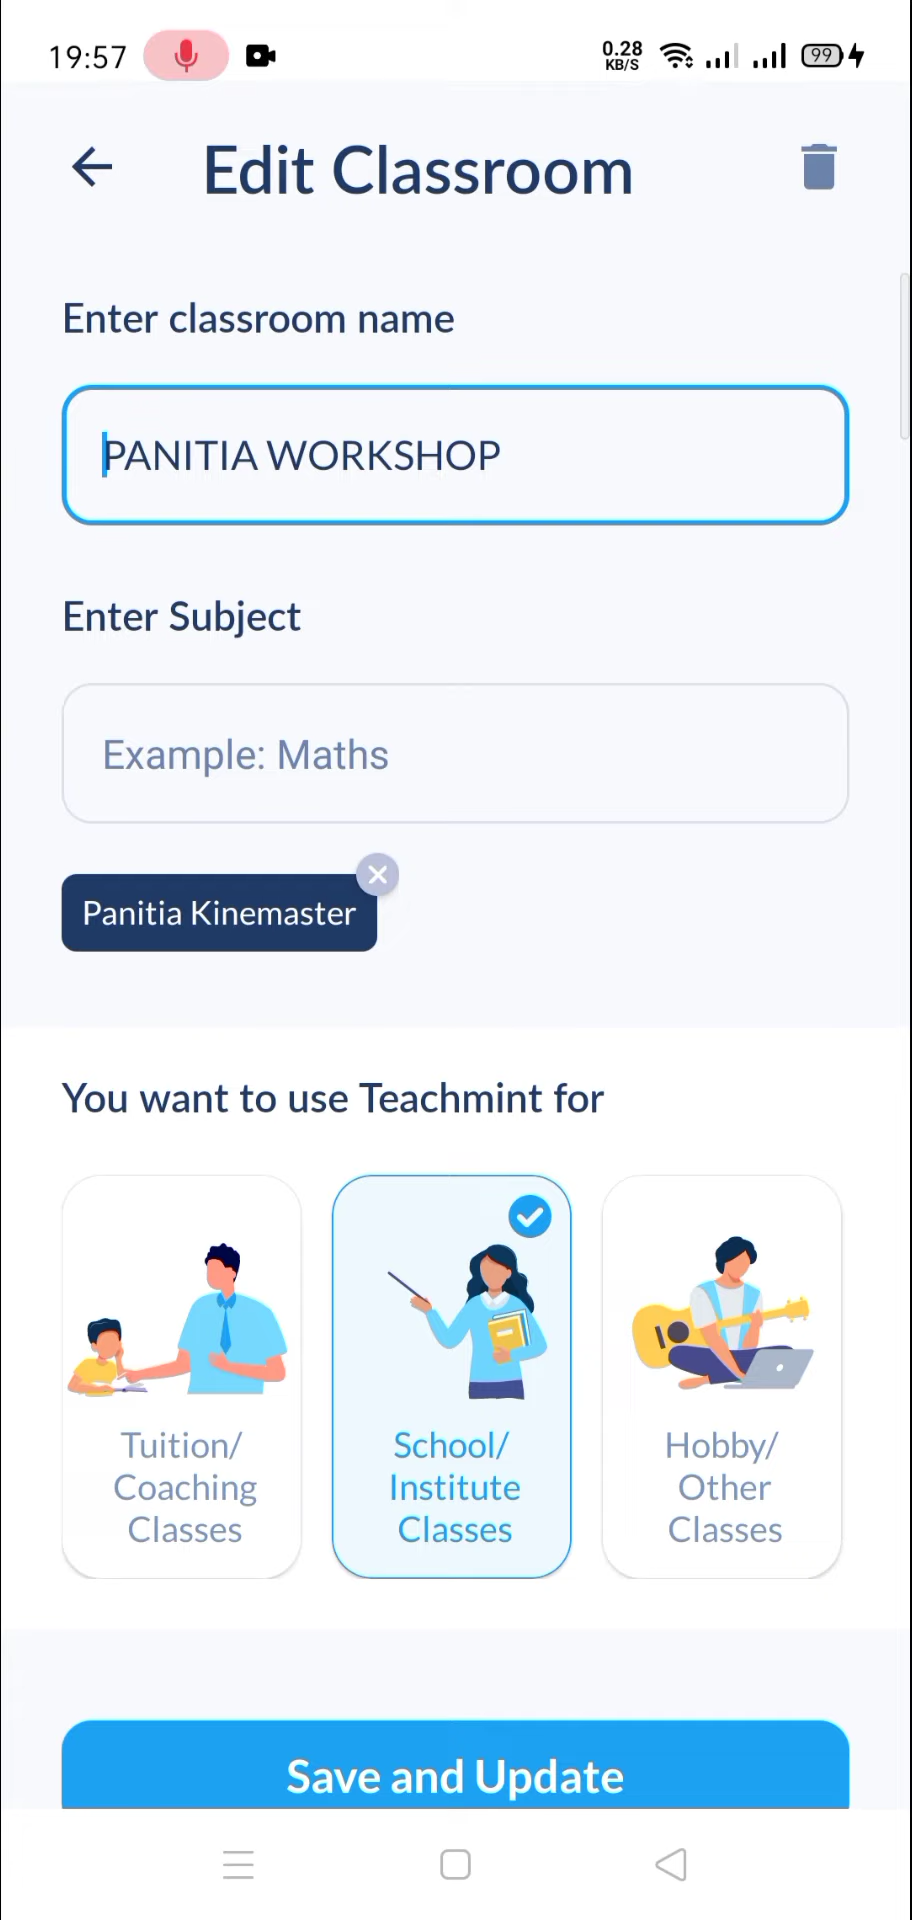 19:57
0.28
KB/S
99
Edit Classroom
Enter classroom name
PANITIA WORKSHOP
Enter Subject
Example: Maths
Panitia Kinemaster
You want to use Teachmint for
Tuition/
Coaching
Classes
School/
Institute
Classes
Hobby/
Other
Classes
Save and Update